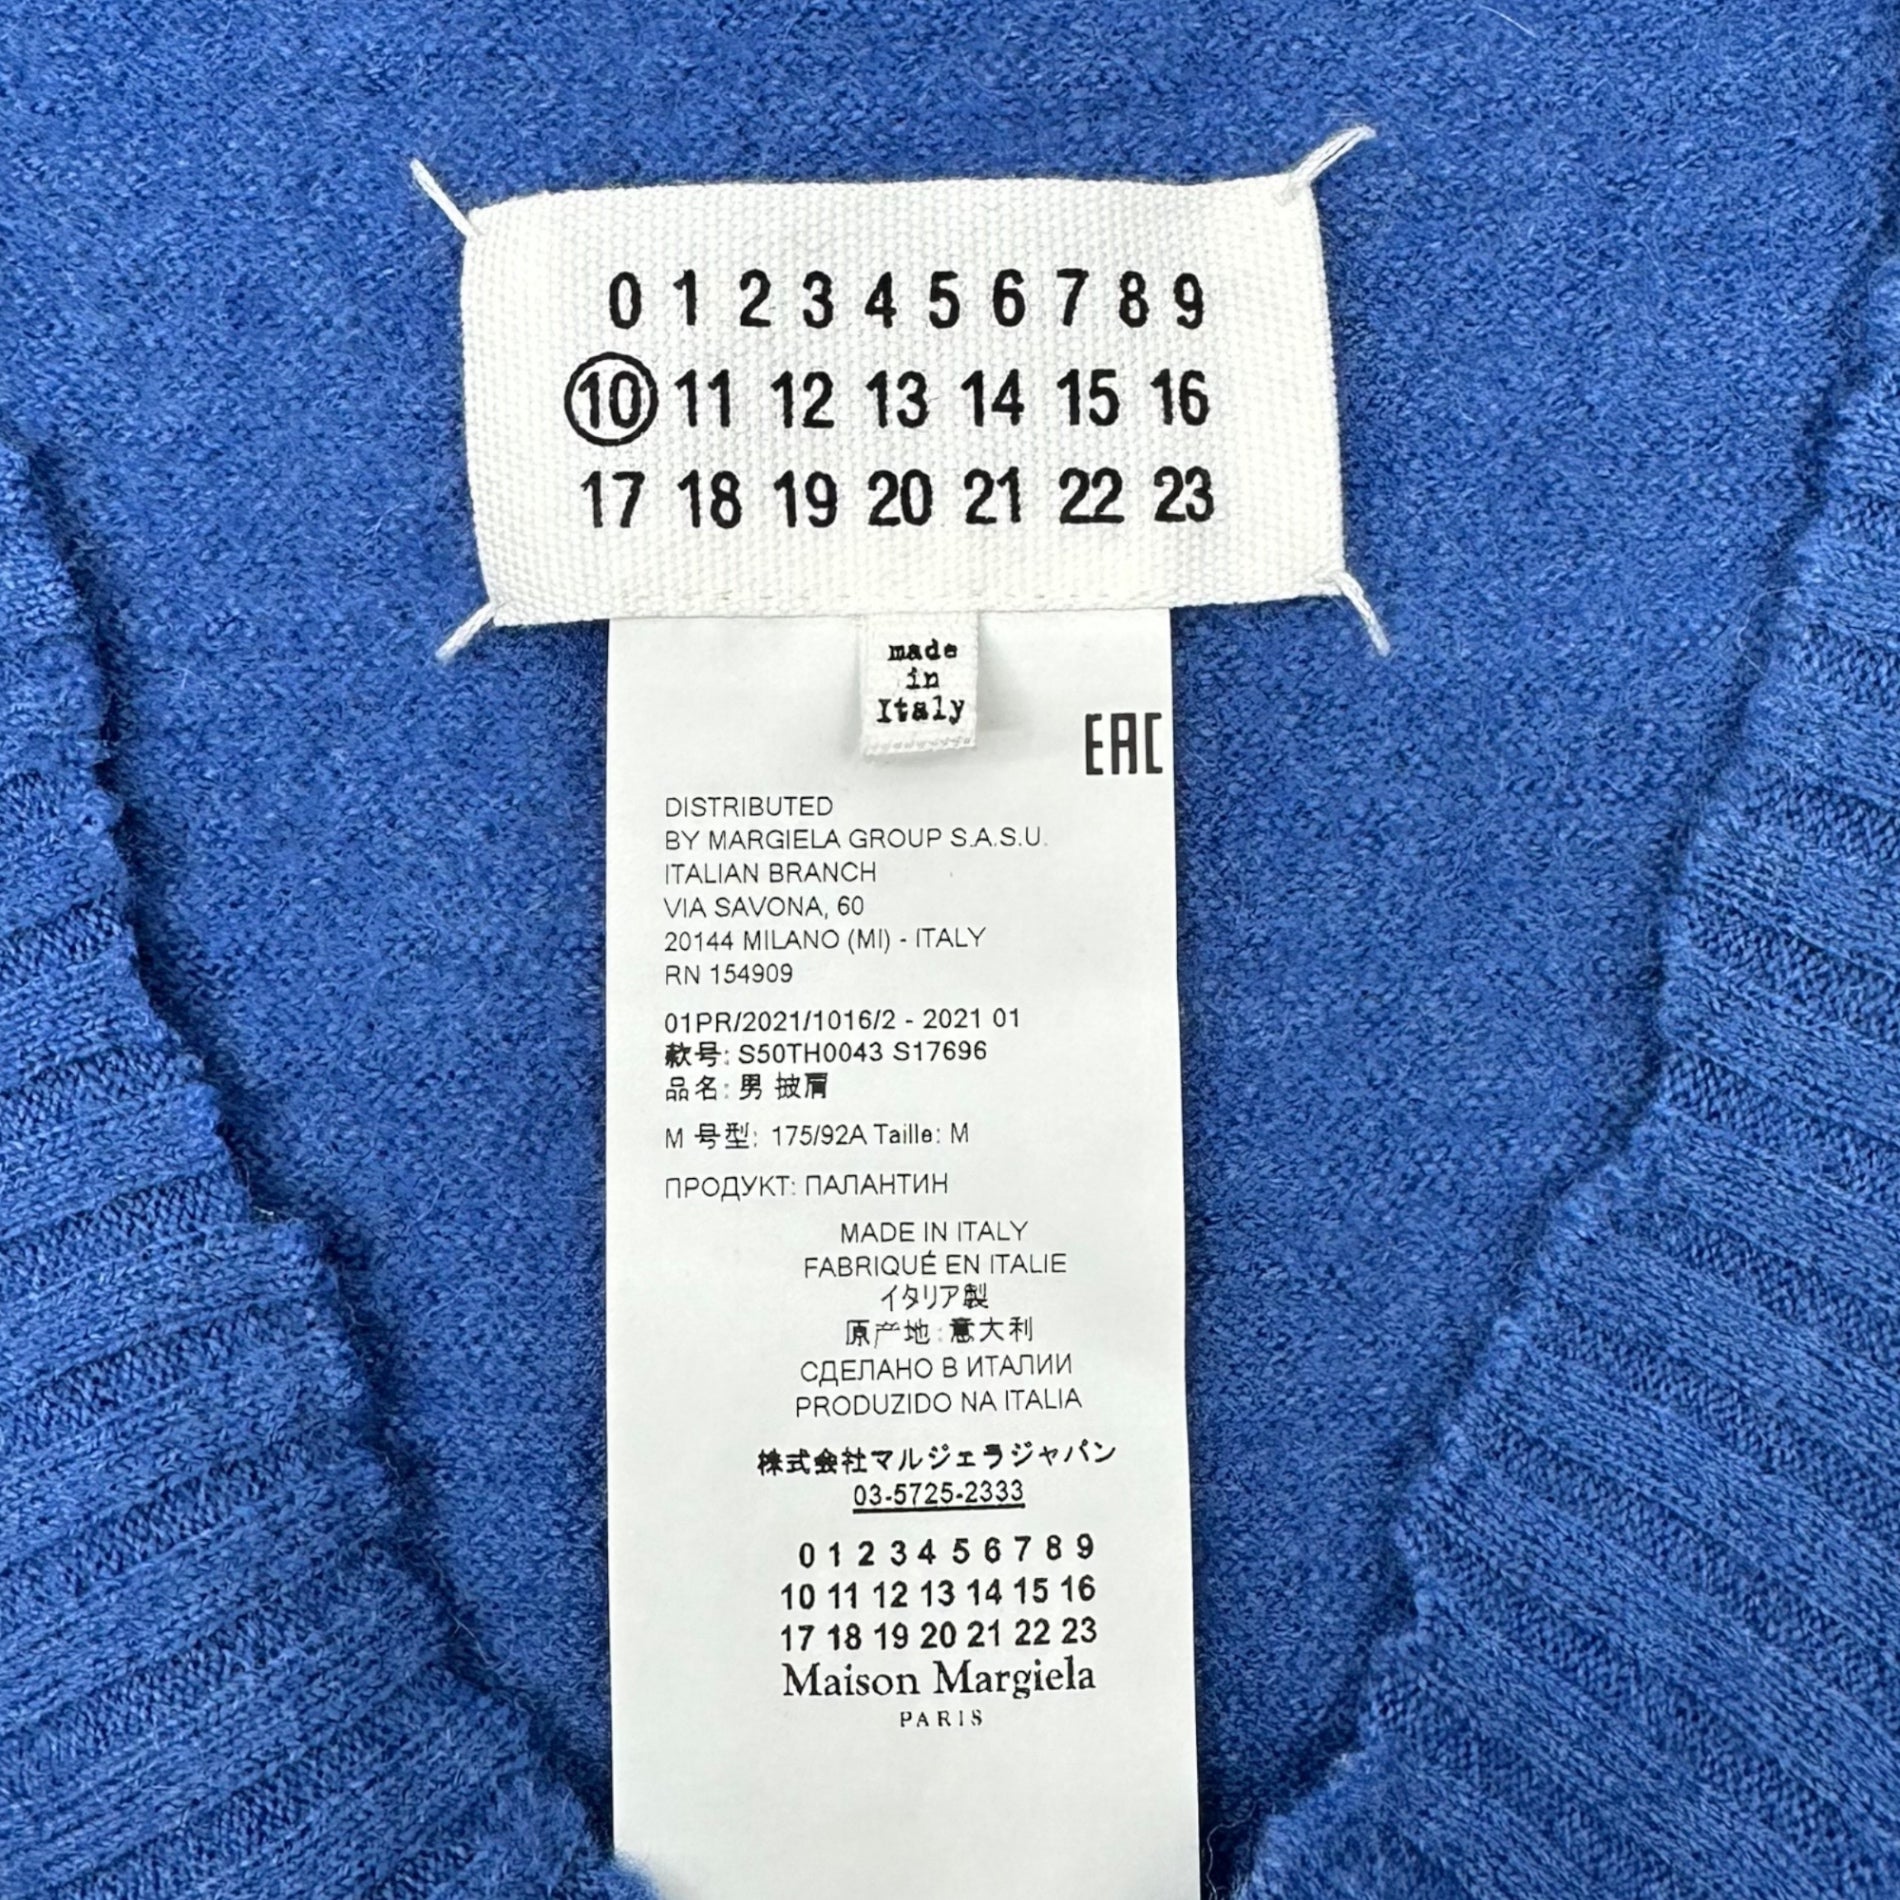 0 1 2 3 4 5 6 7 8 9
10 11 12 13 14 15 16
17 18 19 20 21 22 23
made
in
Italy
EAC
DISTRIBUTED
BY MARGIELA GROUP S.A.S.U.
ITALIAN BRANCH
VIA SAVONA, 60
20144 MILANO (MI) - ITALY
RN 154909
01PR/2021/1016/2 - 2021 01
款号: S50TH0043 S17696
品名: 男 披肩
M 号型: 175/92A Taille: M
ПРОДУКТ: ПАЛАНТИН
MADE IN ITALY
FABRIQUÉ EN ITALIE
イタリア製
原产地:意大利
СДЕЛАНО В ИТАЛИИ
PRODUZIDO NA ITALIA
株式会社マルジェラジャパン
03-5725-2333
0 1 2 3 4 5 6 7 8 9
10 11 12 13 14 15 16
17 18 19 20 21 22 23
Maison Margiela
PARIS